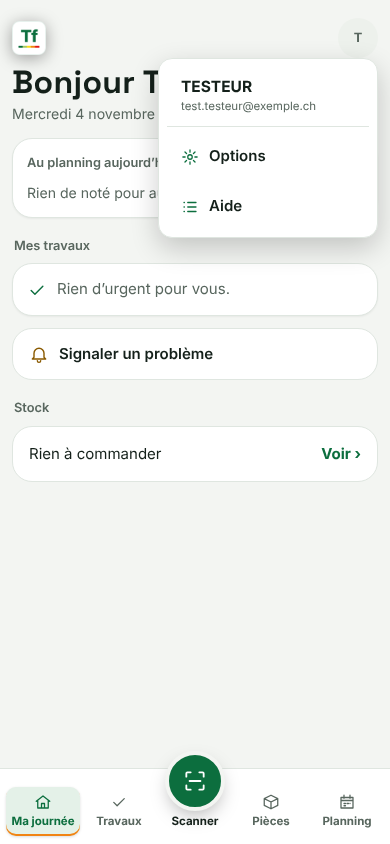 Tf
T
Bonjour T
TESTEUR
Mercredi 4 novembre
test.testeur@exemple.ch
Au planning aujourd'h
Options
Rien de noté pour a
Aide
Mes travaux
Rien d’urgent pour vous.
Signaler un problème
Stock
Rien à commander
Voir ›
Ma journée
Travaux
Scanner
Pièces
Planning